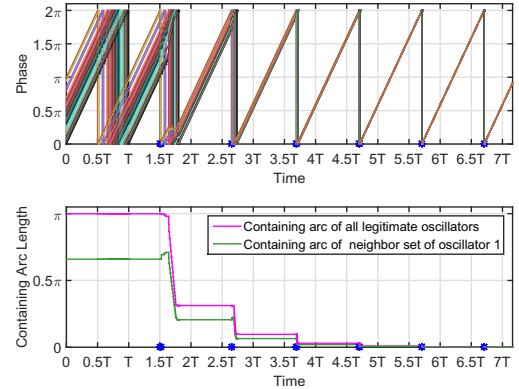 2π
1.5π
π
0.5π
0
Phase
0 0.5T T 1.5T 2T 2.5T 3T 3.5T 4T 4.5T 5T 5.5T 6T 6.5T 7T
Time
π
0.5π
0
Containing Arc Length
Containing arc of all legitimate oscillators
Containing arc of neighbor set of oscillator 1
0 0.5T T 1.5T 2T 2.5T 3T 3.5T 4T 4.5T 5T 5.5T 6T 6.5T 7T
Time